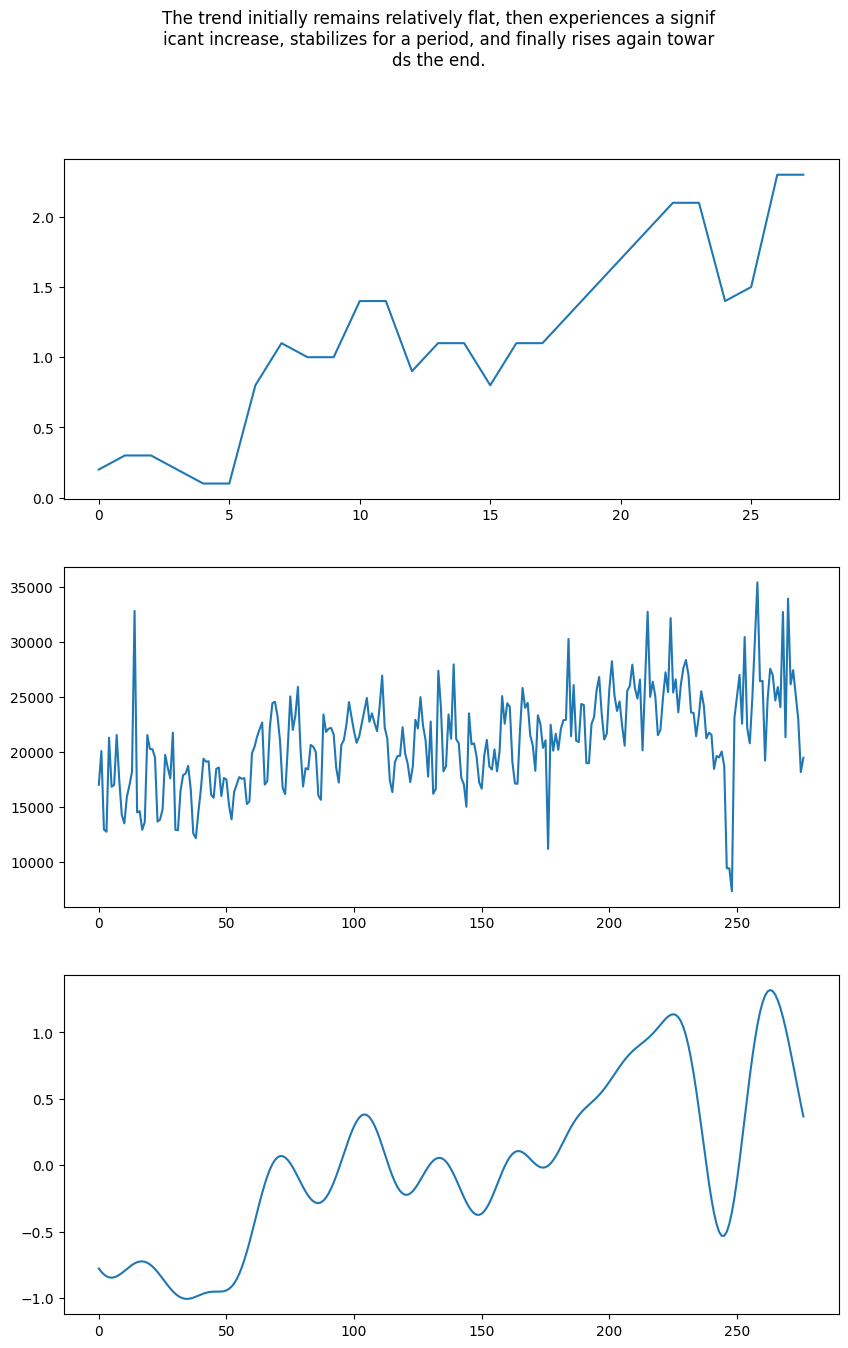 The trend initially remains relatively flat, then experiences a signif
icant increase, stabilizes for a period, and finally rises again towar
ds the end.
2.0
1.5
1.0
0.5
0.0
0 5 10 15 20 25
35000
30000
25000
20000
15000
10000
0 50 100 150 200 250
1.0
0.5
0.0
−0.5
−1.0
0 50 100 150 200 250